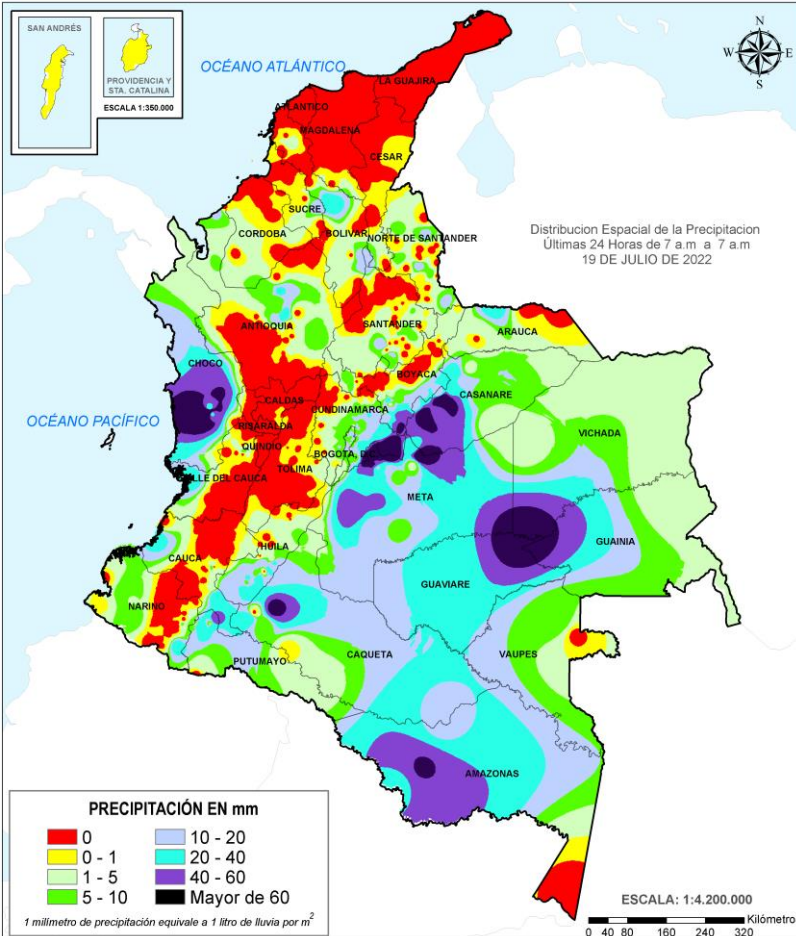 SAN ANDRÉS
PROVIDENCIA Y
STA. CATALINA
ESCALA 1:350.000
OCÉANO ATLÁNTICO
N
W
E
S
LA GUAJIRA
ATLANTICO
MAGDALENA
CESAR
SUCRE
CORDOBA
BOLIVAR
NORTE DE SANTANDER
Distribucion Espacial de la Precipitacion
Últimas 24 Horas de 7 a.m a 7 a.m
19 DE JULIO DE 2022
ANTIOQUIA
SANTANDER
ARAUCA
CHOCO
BOYACA
CASANARE
CALDAS
CUNDINAMARCA
OCÉANO PACÍFICO
RISARALDA
VICHADA
QUINDIO
BOGOTA, D.C.
TOLIMA
VALLE DEL CAUCA
META
GUAINIA
CAUCA
HUILA
GUAVIARE
NARIÑO
PUTUMAYO
CAQUETA
VAUPES
AMAZONAS
PRECIPITACIÓN EN mm
0
10 - 20
0 - 1
20 - 40
1 - 5
40 - 60
5 - 10
Mayor de 60
1 milímetro de precipitación equivale a 1 litro de lluvia por m²
ESCALA: 1:4.200.000
Kilómetro
0 40 80 160 240 320